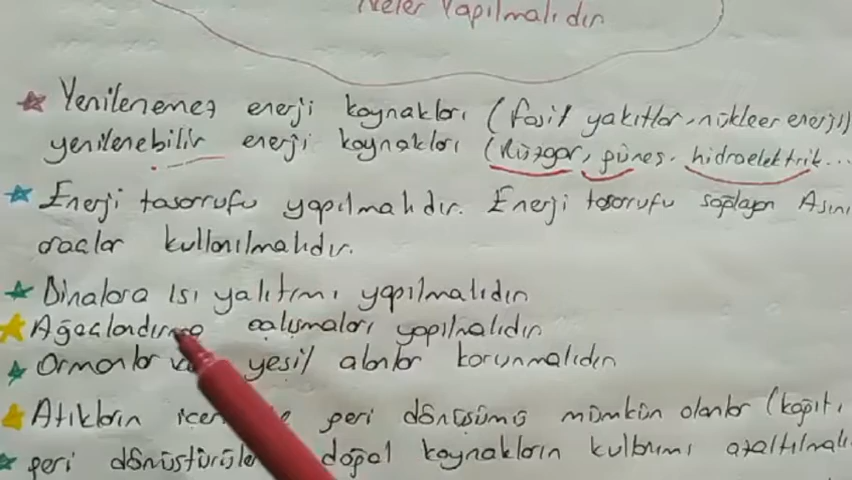 Neler Yapılmalıdır
Yenilenemez enerji kaynakları (fosil yakıtlar, nükleer enerji)
yenilenebilir enerji kaynakları (Rüzgar, güneş, hidroelektrik...
Enerji tasarrufu yapılmalıdır. Enerji tasarrufu sağlayan
araçlar kullanılmalıdır.
Binalara ısı yalıtımı yapılmalıdır
Ağaçlandırma çalışmaları yapılmalıdır
Ormanlar yeşil alanlar korunmalıdır
Atıkların geri dönüşümü mümkün olanlar (kağıt,
geri doğal kaynakların kullanımı